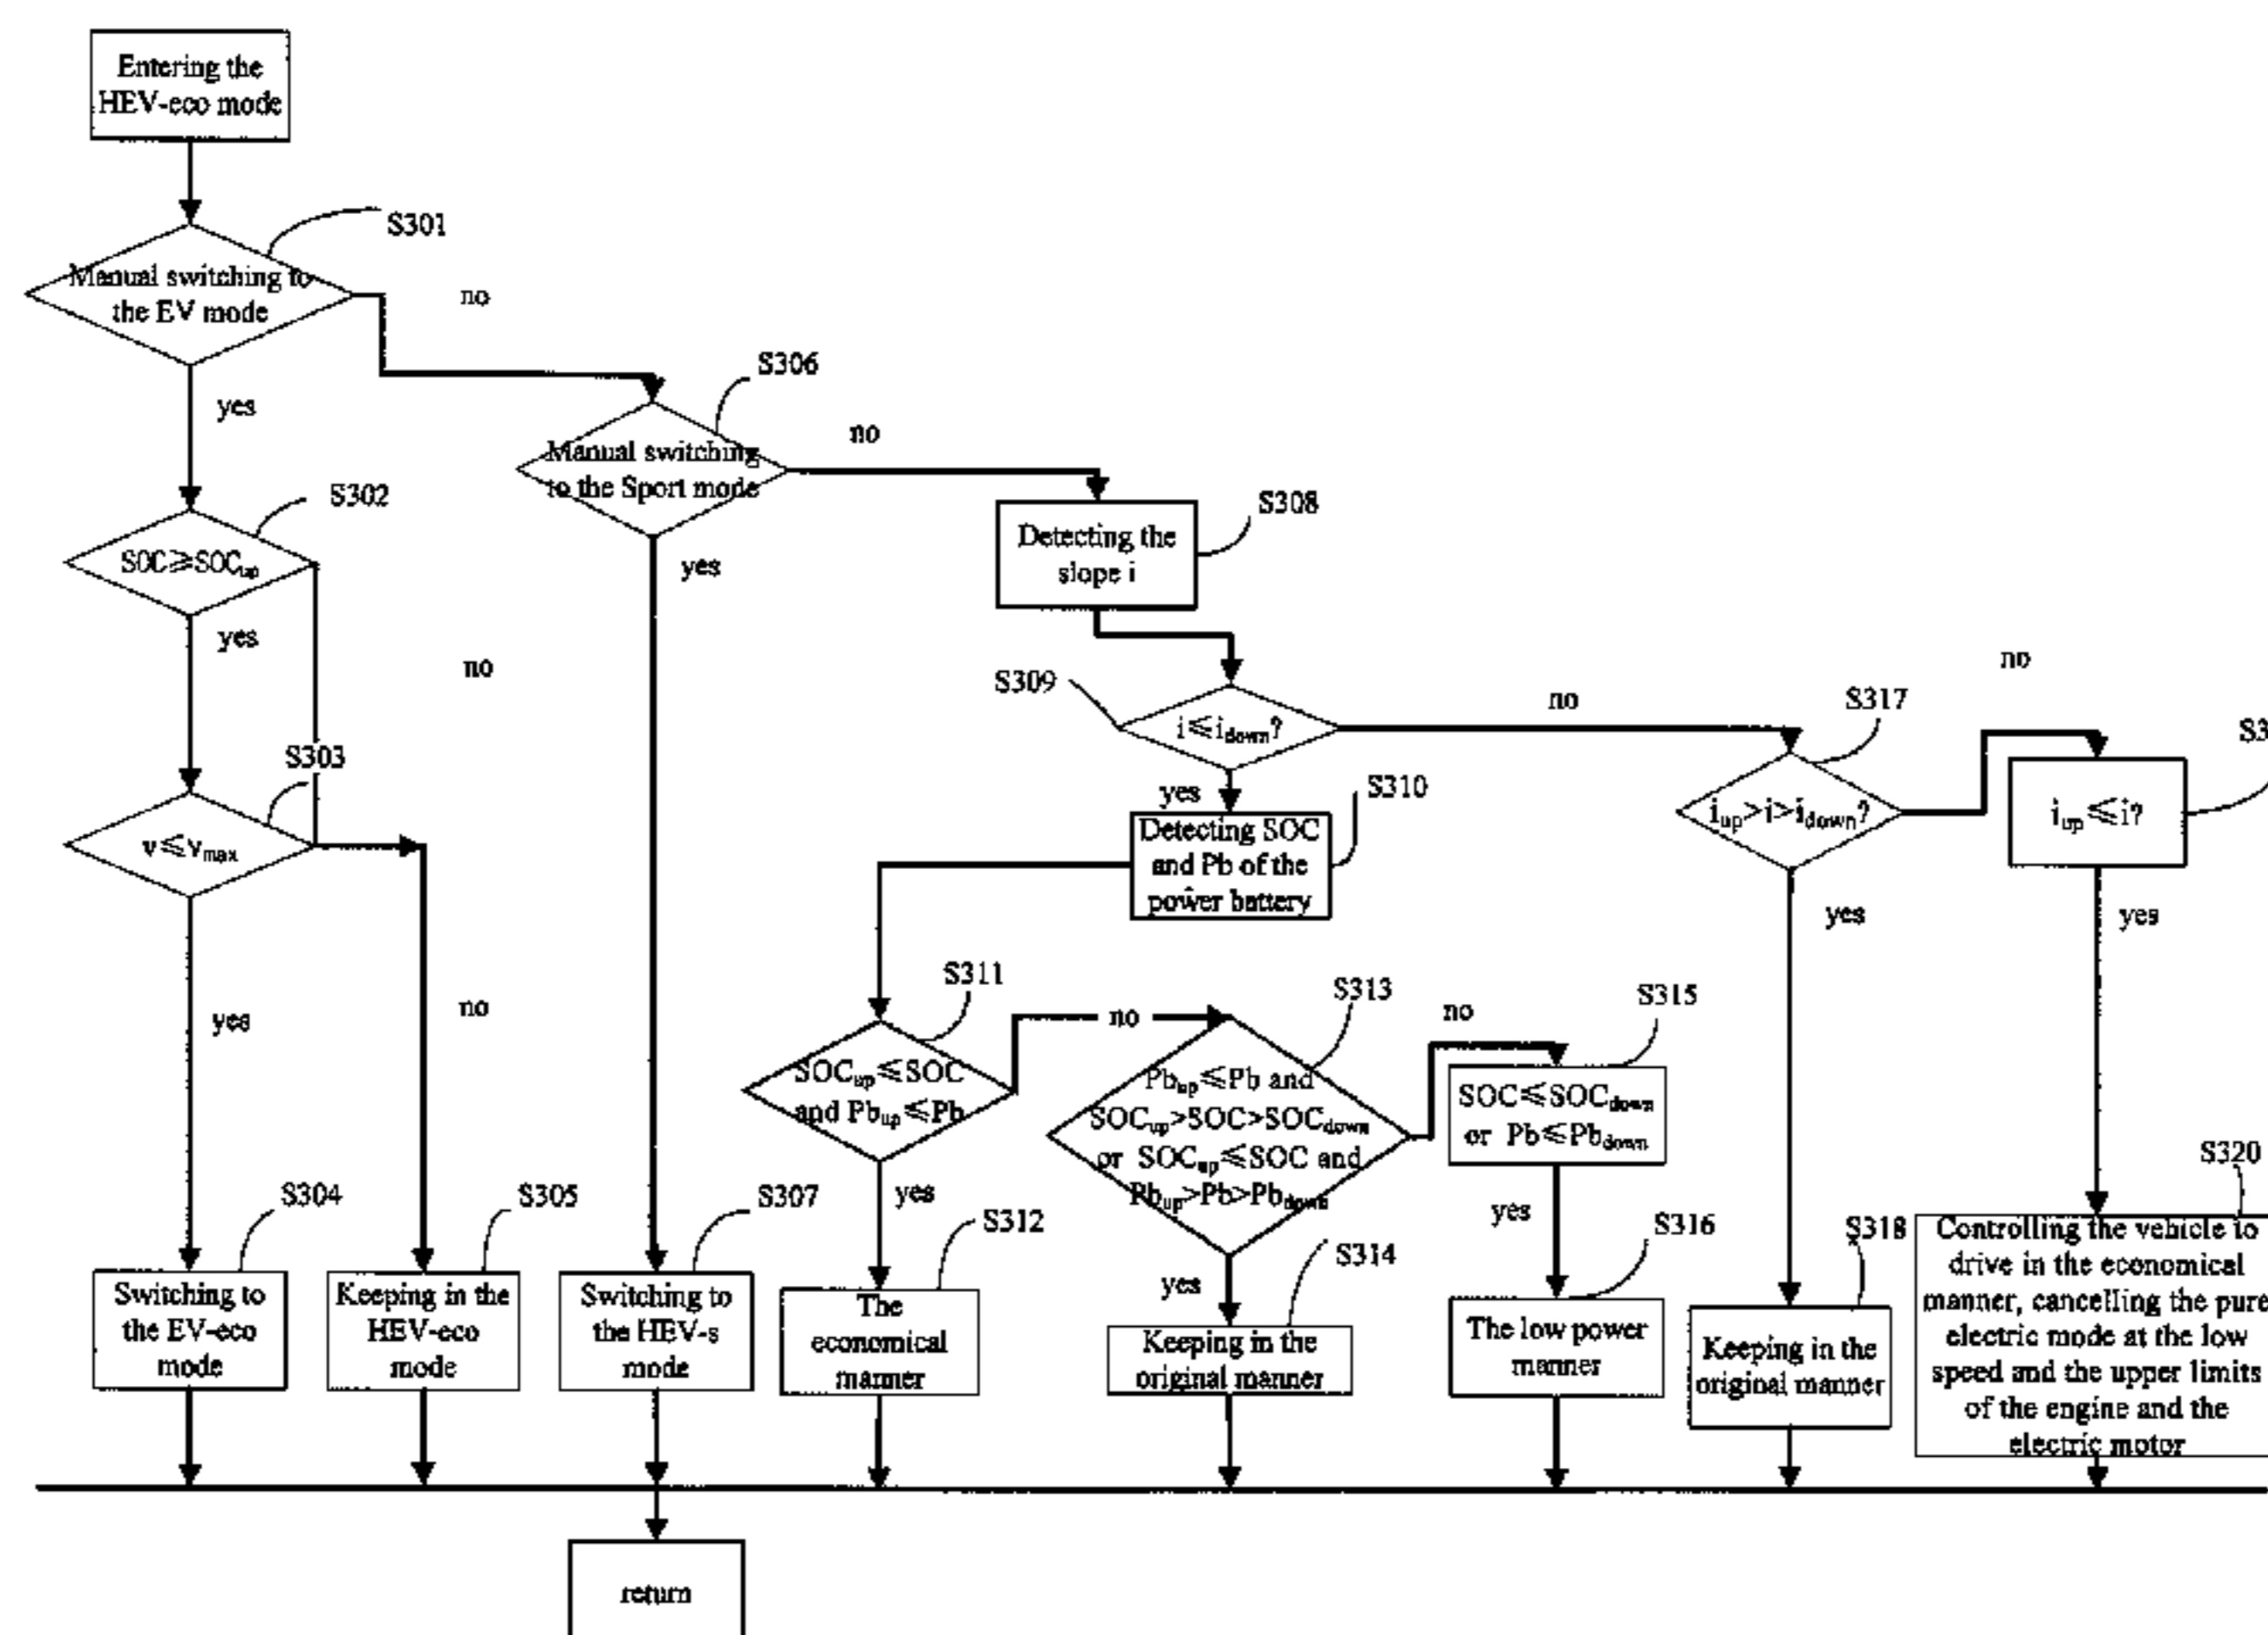 Entering the
HEV-eco mode
S301
Manual switching to
the EV mode
no
yes
S306
Manual switching
to the Sport mode
no
yes
S302
SOC≥SOCup
yes
no
S308
Detecting the
slope i
S309
i≤idown?
no
yes
S303
v≤vmax
yes
no
S310
Detecting SOC
and Pb of the
power battery
S317
iup>i>idown?
no
yes
iup≤i?
yes
S311
SOCup≤SOC
and Pbup≤Pb
no
yes
S313
Pbup≤Pb and
SOCup>SOC>SOCdown
or SOCup≤SOC and
Pbup>Pb>Pbdown
no
yes
S315
SOC≤SOCdown
or Pb≤Pbdown
yes
S304
Switching to
the EV-eco
mode
S305
Keeping in the
HEV-eco
mode
S307
Switching to
the HEV-s
mode
S312
The
economical
manner
S314
Keeping in the
original manner
S316
The low power
manner
S318
Keeping in the
original manner
S320
Controlling the vehicle to
drive in the economical
manner, cancelling the pure
electric mode at the low
speed and the upper limits
of the engine and the
electric motor
return